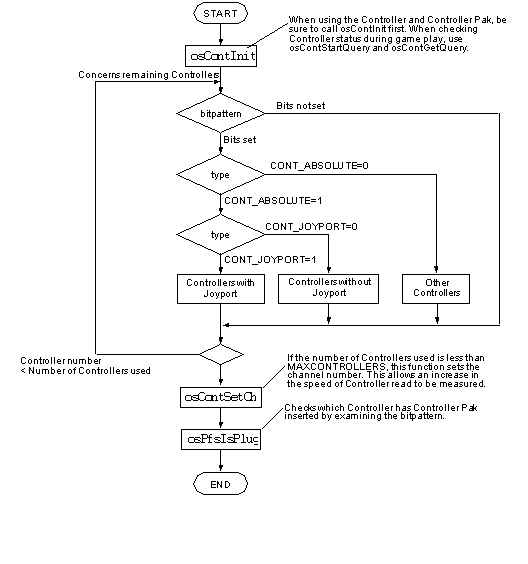 START
When using the Controller and Controller Pak, be
sure to call osContInit first. When checking
Controller status during game play, use
osContStartQuery and osContGetQuery.
osContInit
Concerns remaining Controllers
bitpattern
Bits not set
Bits set
type
CONT_ABSOLUTE=0
CONT_ABSOLUTE=1
type
CONT_JOYPORT=0
CONT_JOYPORT=1
Controllers with
Joyport
Controllers without
Joyport
Other
Controllers
Controller number
< Number of Controllers used
If the number of Controllers used is less than
MAXCONTROLLERS, this function sets the
channel number. This allows an increase in
the speed of Controller read to be measured.
osContSetCh
Checks which Controller has Controller Pak
inserted by examining the bitpattern.
osPfsIsPlug
END